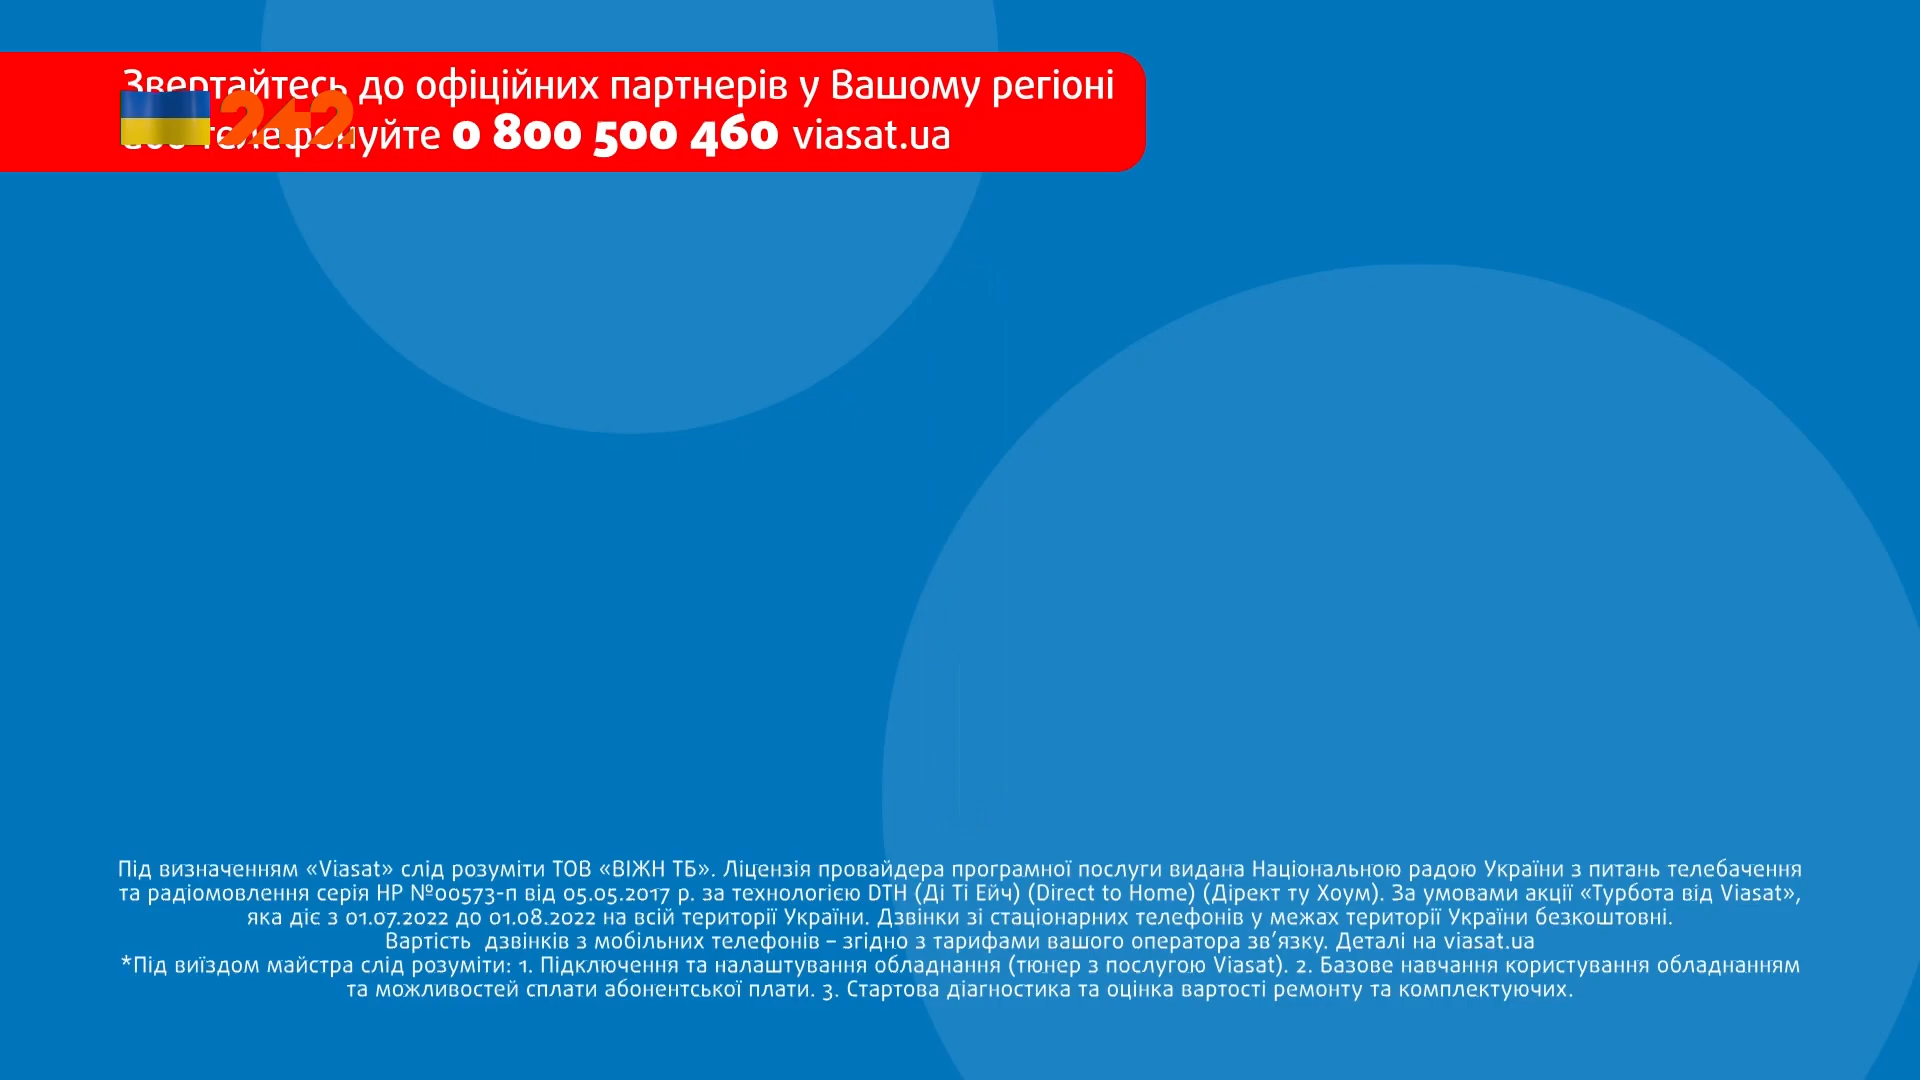 Звертайтесь до офіційних партнерів у Вашому регіоні
2+2
телефонуйте 0 800 500 460 viasat.ua
Під визначенням «Viasat» слід розуміти ТОВ «ВІЖН ТБ». Ліцензія провайдера програмної послуги видана Національною радою України з питань телебачення
та радіомовлення серія НР №00573-п від 05.05.2017 р. за технологією DTH (Ді Ті Ейч) (Direct to Home) (Дірект ту Хоум). За умовами акції «Турбота від Viasat»,
яка діє з 01.07.2022 до 01.08.2022 на всій території України. Дзвінки зі стаціонарних телефонів у межах території України безкоштовні.
Вартість дзвінків з мобільних телефонів – згідно з тарифами вашого оператора зв’язку. Деталі на viasat.ua
*Під виїздом майстра слід розуміти: 1. Підключення та налаштування обладнання (тюнер з послугою Viasat). 2. Базове навчання користування обладнанням
та можливостей сплати абонентської плати. 3. Стартова діагностика та оцінка вартості ремонту та комплектуючих.